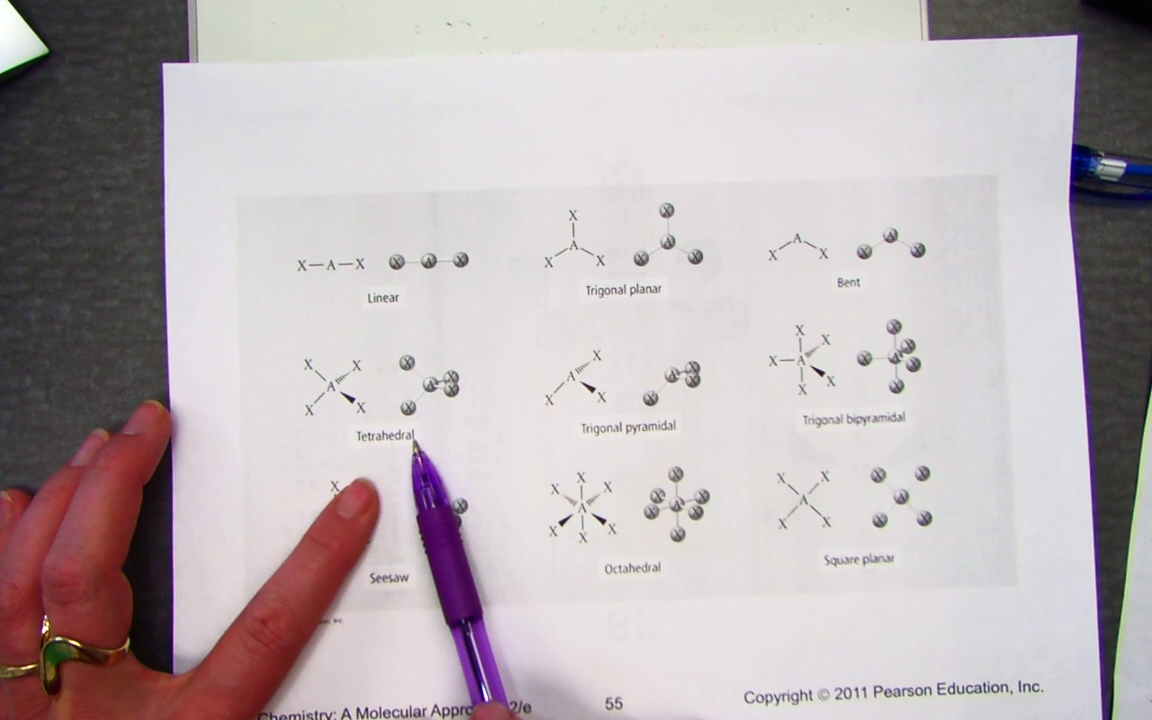 X
X
X—A—X X A X A A A A
X X X X X X X X
Linear Trigonal planar Bent
X X
X X X X X X X
A A X A A X X—A X A X
X X X X X X X X X X X
Tetrahedral Trigonal pyramidal Trigonal bipyramidal
X X X X X X X X X
X A X A X A A
X X X X X X X X X X
Seesaw Octahedral Square planar
Chemistry: A Molecular 2/e 55 Copyright © 2011 Pearson Education, Inc.